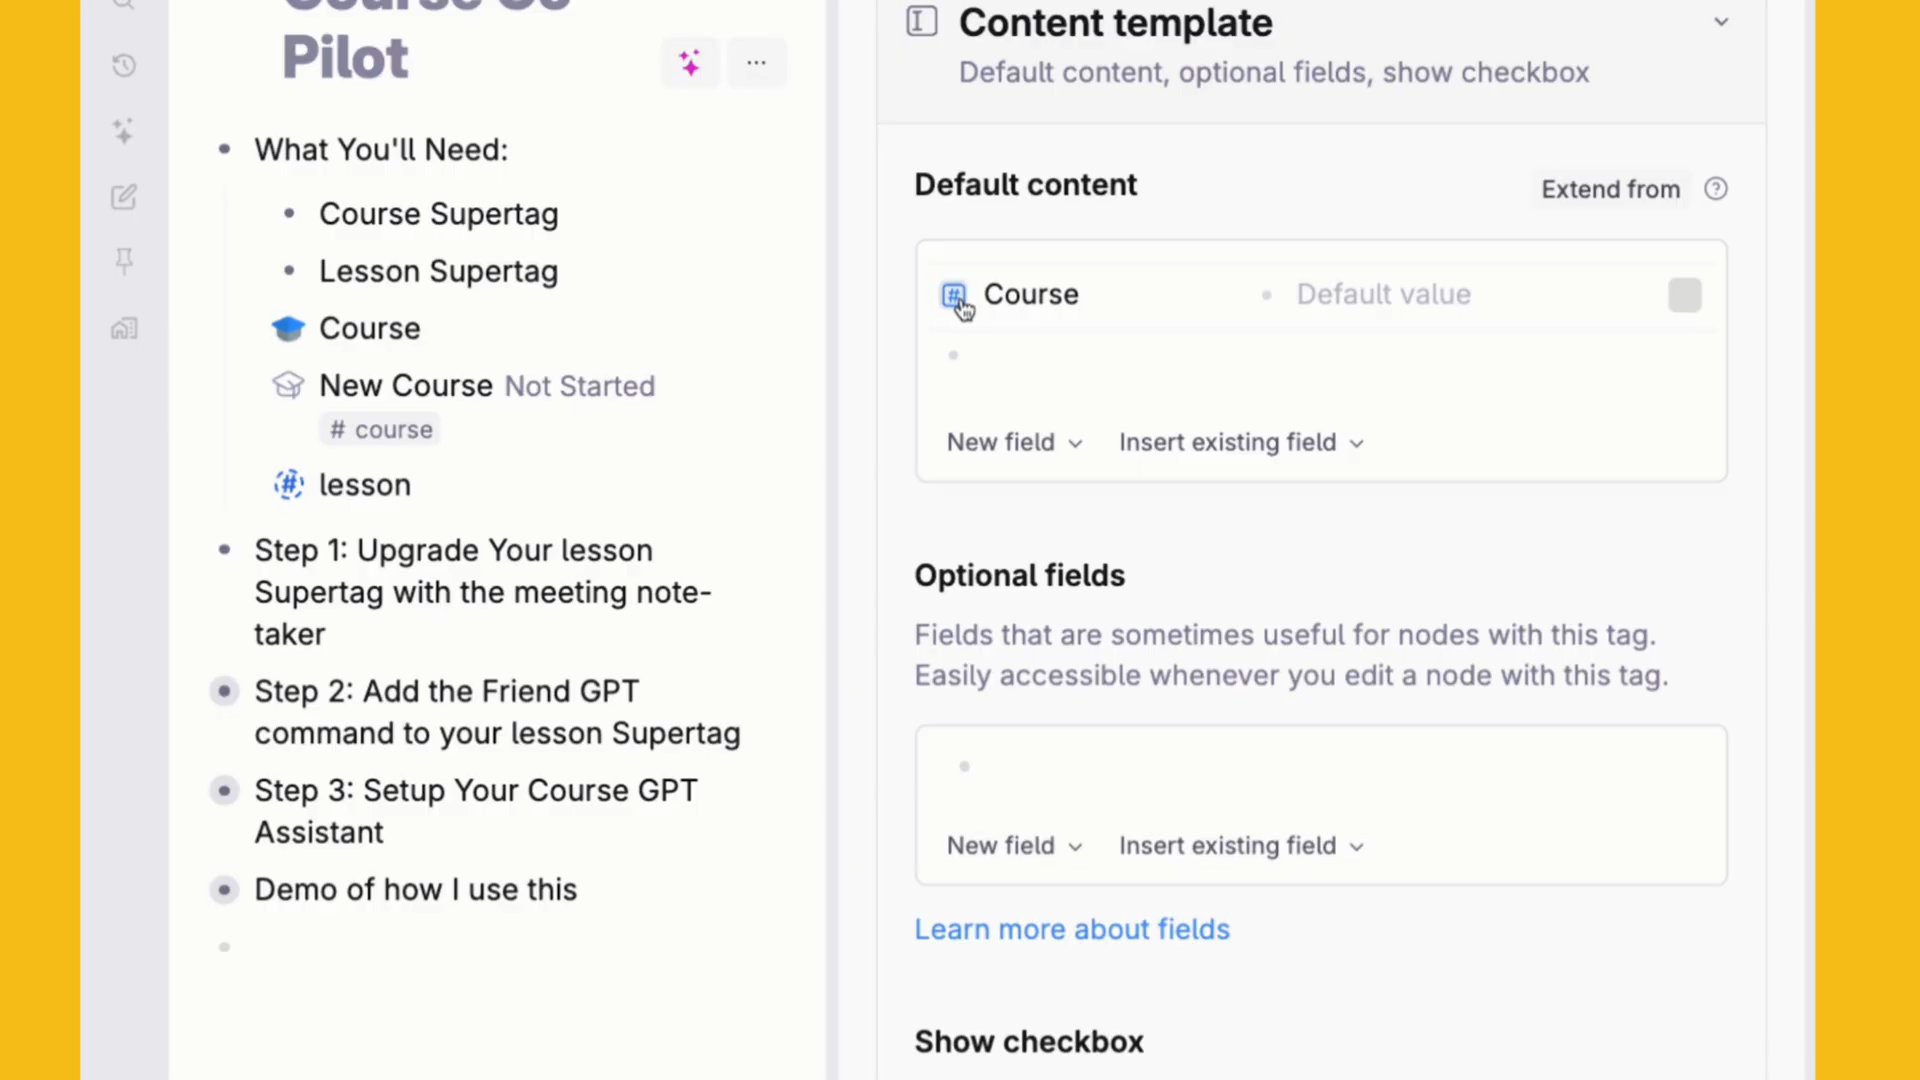 Course Co
Pilot
What You'll Need:
Course Supertag
Lesson Supertag
Course
New Course Not Started
# course
lesson
Step 1: Upgrade Your lesson
Supertag with the meeting note-
taker
Step 2: Add the Friend GPT
command to your lesson Supertag
Step 3: Setup Your Course GPT
Assistant
Demo of how I use this
Content template
Default content, optional fields, show checkbox
Default content
Extend from
Course
Default value
New field
Insert existing field
Optional fields
Fields that are sometimes useful for nodes with this tag.
Easily accessible whenever you edit a node with this tag.
New field
Insert existing field
Learn more about fields
Show checkbox